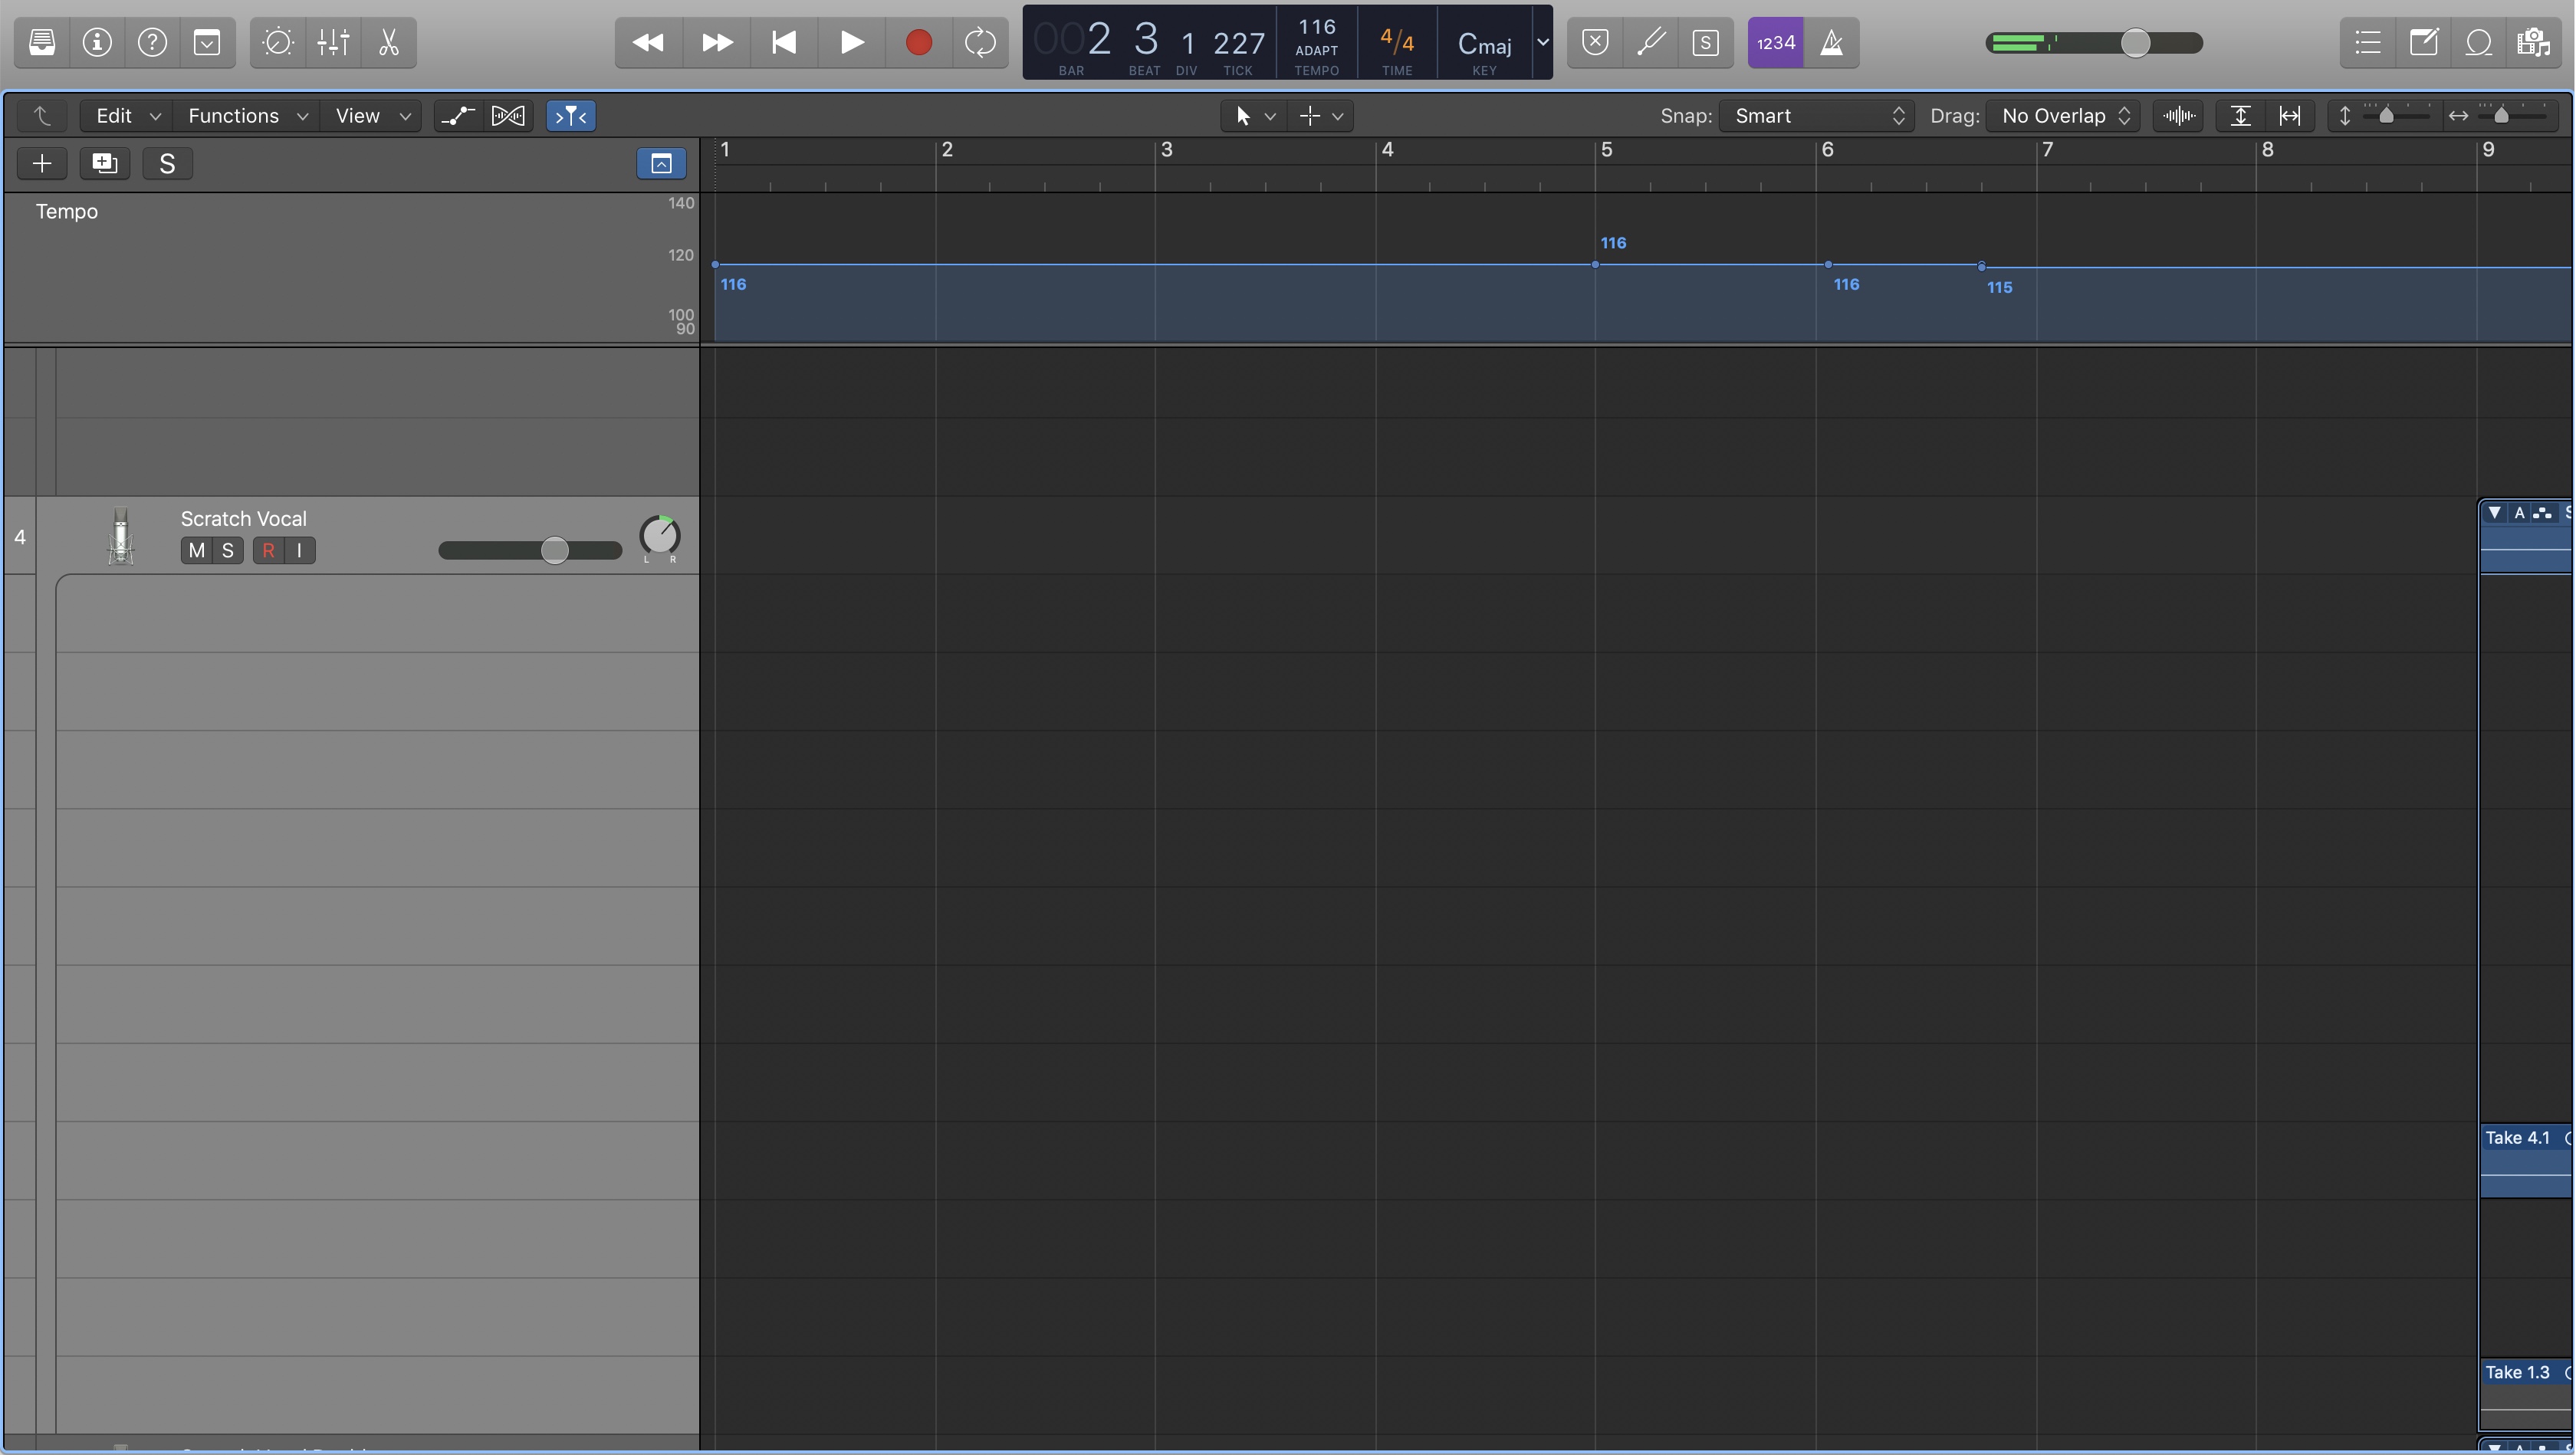 002 3 1 227 116 4/4 Cmaj
ADAPT
BAR BEAT DIV TICK TEMPO TIME KEY
S
1234
Edit Functions View Snap: Smart Drag: No Overlap
S
1 2 3 4 5 6 7 8 9
Tempo
140
120
100
90
116
116
116
115
4
Scratch Vocal
M S R I
L R
A
Take 4.1
Take 1.3